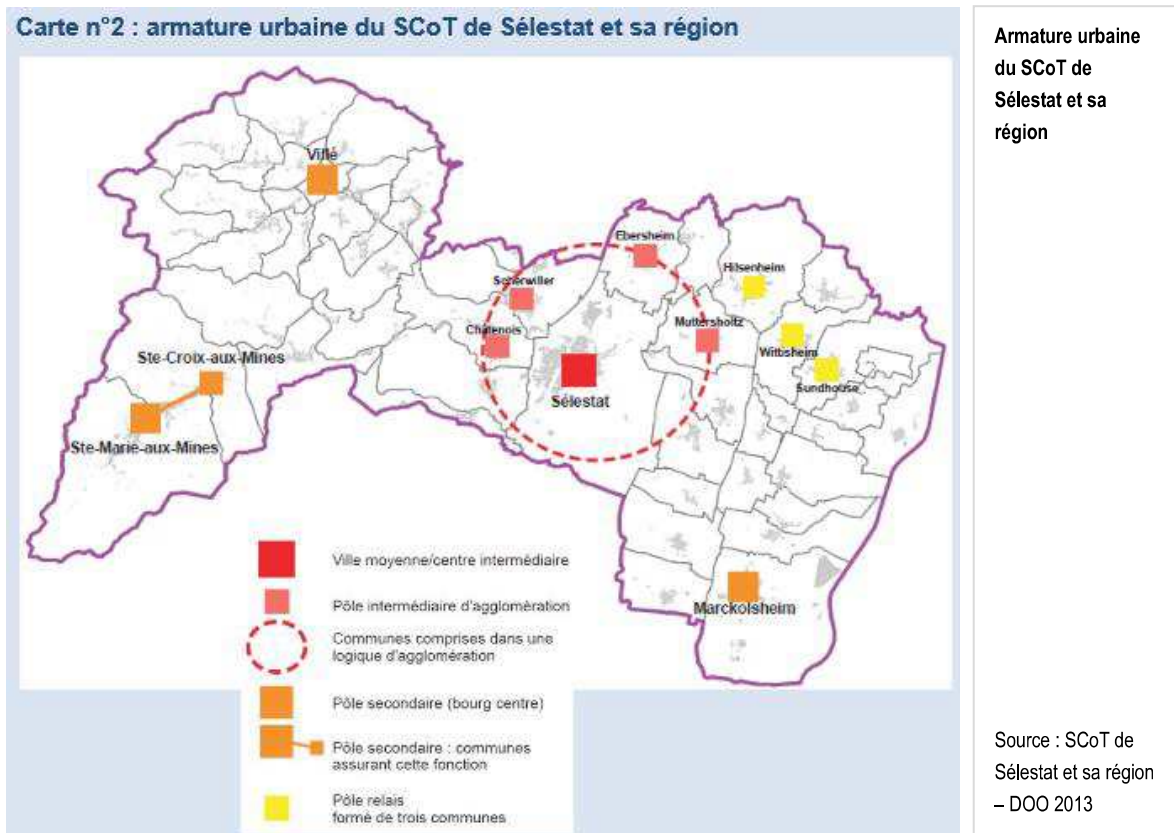 Carte n°2 : armature urbaine du SCoT de Sélestat et sa région
Villé
Ebersheim
Hilsenheim
Scherwiller
Châtenois
Muttersholtz
Wittisheim
Sundhouse
Ste-Croix-aux-Mines
Sélestat
Ste-Marie-aux-Mines
Marckolsheim
Ville moyenne/centre intermédiaire
Pôle intermédiaire d'agglomération
Communes comprises dans une
logique d'agglomération
Pôle secondaire (bourg centre)
Pôle secondaire : communes
assurant cette fonction
Pôle relais
formé de trois communes
Armature urbaine
du SCoT de
Sélestat et sa
région
Source : SCoT de
Sélestat et sa région
– DOO 2013